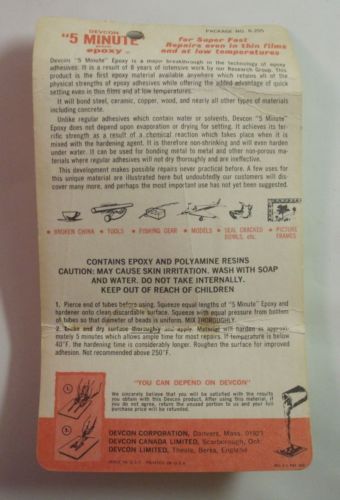 DEVCON
"5 MINUTE"
epoxy
PACKAGE NO. S-205
for Super Fast
Repairs even in thin films
and at low temperatures
Devcon "5 Minute" Epoxy is a major breakthrough in the technology of epoxy
adhesives. It is a result of 8 years of intensive work by our Research Group. This
product is the first epoxy material available anywhere which retains all of the
physical strengths of epoxy adhesives while offering the added advantage of quick
setting even in thin films and at low temperatures.
It will bond steel, ceramic, copper, wood, and nearly all other types of materials
including concrete.
Unlike regular adhesives which contain water or solvents, Devcon "5 Minute"
Epoxy does not depend upon evaporation or drying for setting. It achieves its ter-
rific strength as a result of a chemical reaction which takes place when it is
mixed with the hardening agent. It is therefore non-shrinking and will even harden
under water. It can be used for bonding metal to metal and other non-porous ma-
terials where regular adhesives will not dry thoroughly and are ineffective.
This development makes possible repairs never practical before. A few uses for
this unique material are illustrated here but undoubtedly our customers will dis-
cover many more, and perhaps the most important use has not yet been suggested.
• BROKEN CHINA • TOOLS • FISHING GEAR • MODELS • SEAL CRACKED BOWLS, etc. • PICTURE FRAMES
CONTAINS EPOXY AND POLYAMINE RESINS
CAUTION: MAY CAUSE SKIN IRRITATION. WASH WITH SOAP
AND WATER. DO NOT TAKE INTERNALLY.
KEEP OUT OF REACH OF CHILDREN
1. Pierce end of tubes before using. Squeeze equal lengths of "5 Minute" Epoxy and
hardener onto clean discardable surface. Squeeze with equal pressure from bottom
of tubes so that diameter of beads is uniform. MIX THOROUGHLY.
2. Clean and dry surface thoroughly and apply. Material will harden in approxi-
mately 5 minutes which allows ample time for most repairs. If temperature is below
40°F. the hardening time is considerably longer. Roughen the surface for improved
adhesion. Not recommended above 250°F.
1.
2.
"YOU CAN DEPEND ON DEVCON"
We sincerely believe that you will be satisfied with the results
you obtain with this Devcon product. After using this material, if
you do not agree, return the unused portion to us and your full
purchase price will be refunded.
DEVCON CORPORATION, Danvers, Mass. 01923
DEVCON CANADA LIMITED, Scarborough, Ont.
DEVCON LIMITED, Theale, Berks, England
MADE IN U.S.A. PRINTED IN U.S.A.